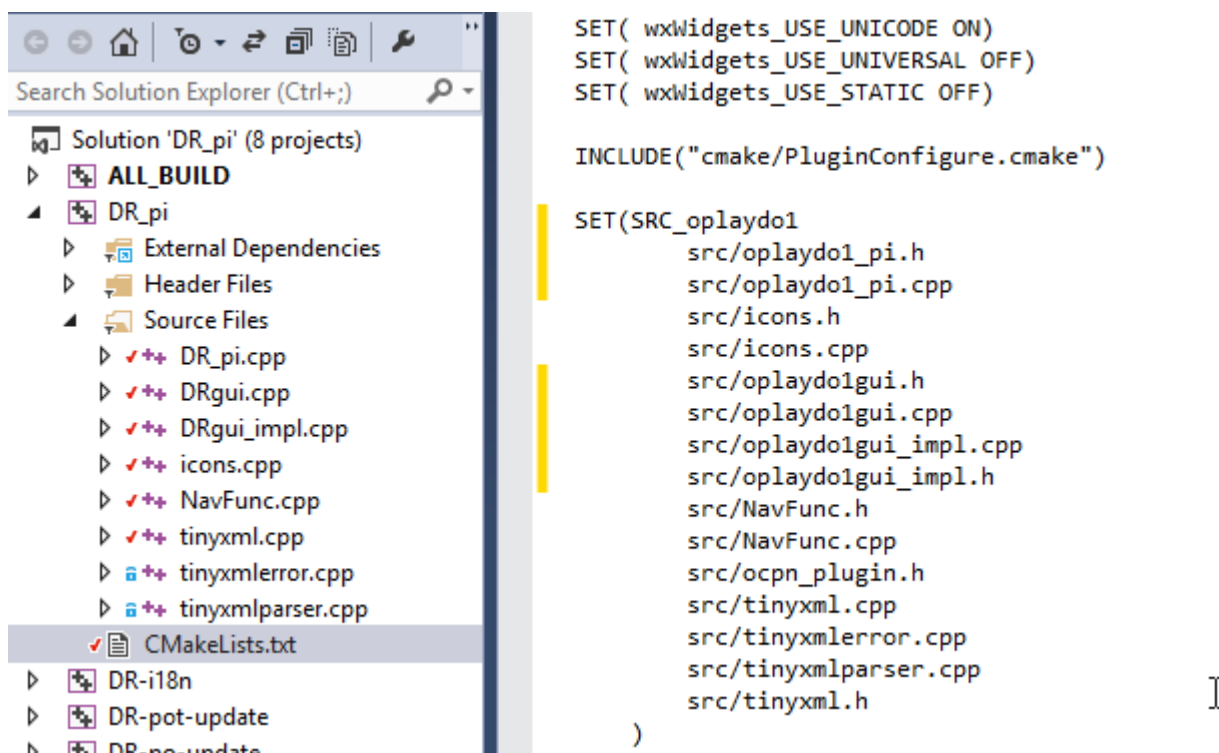 Search Solution Explorer (Ctrl+;)
Solution 'DR_pi' (8 projects)
ALL_BUILD
DR_pi
External Dependencies
Header Files
Source Files
DR_pi.cpp
DRgui.cpp
DRgui_impl.cpp
icons.cpp
NavFunc.cpp
tinyxml.cpp
tinyxmlerror.cpp
tinyxmlparser.cpp
CMakeLists.txt
DR-i18n
DR-pot-update
DR-po-update
SET( wxWidgets_USE_UNICODE ON)
SET( wxWidgets_USE_UNIVERSAL OFF)
SET( wxWidgets_USE_STATIC OFF)
INCLUDE("cmake/PluginConfigure.cmake")
SET(SRC_oplaydo1
src/oplaydo1_pi.h
src/oplaydo1_pi.cpp
src/icons.h
src/icons.cpp
src/oplaydo1gui.h
src/oplaydo1gui.cpp
src/oplaydo1gui_impl.cpp
src/oplaydo1gui_impl.h
src/NavFunc.h
src/NavFunc.cpp
src/ocpn_plugin.h
src/tinyxml.cpp
src/tinyxmlerror.cpp
src/tinyxmlparser.cpp
src/tinyxml.h
)